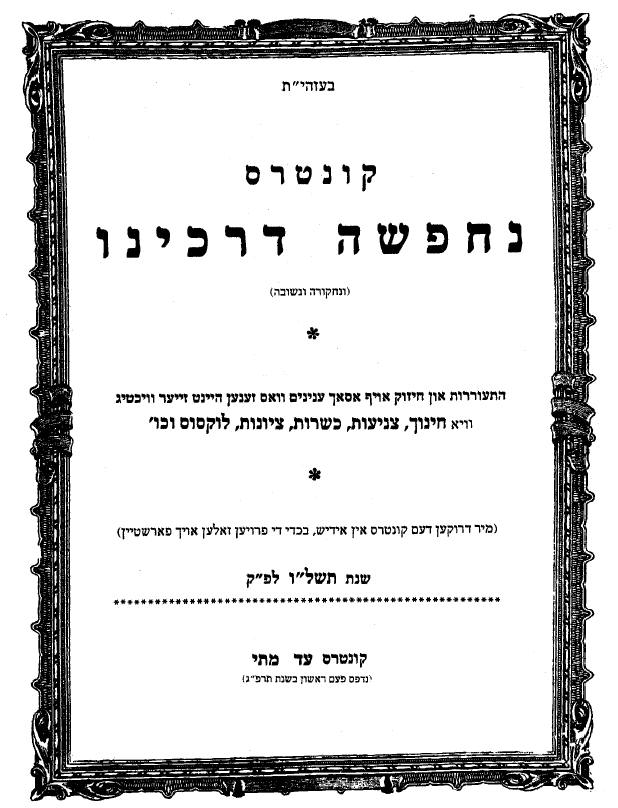 בעזהי״ת
קונטרס
נחפשה דרכינו
(ונחקורה ונשובה)
*
התעוררות און חיזוק אויף אסאך ענינים וואס זענען היינט זייער וויכטיג
וויא חינוך, צניעות, כשרות, ציונות, לוקסוס וכו׳
*
(מיר דרוקען דעם קונטרס אין אידיש, בכדי די פרויען זאלען אויך פארשטיין)
שנת תשל״ו לפ״ק
********************************************************
קונטרס עד מתי
(נדפס פעם ראשון בשנת תרפ״ג)